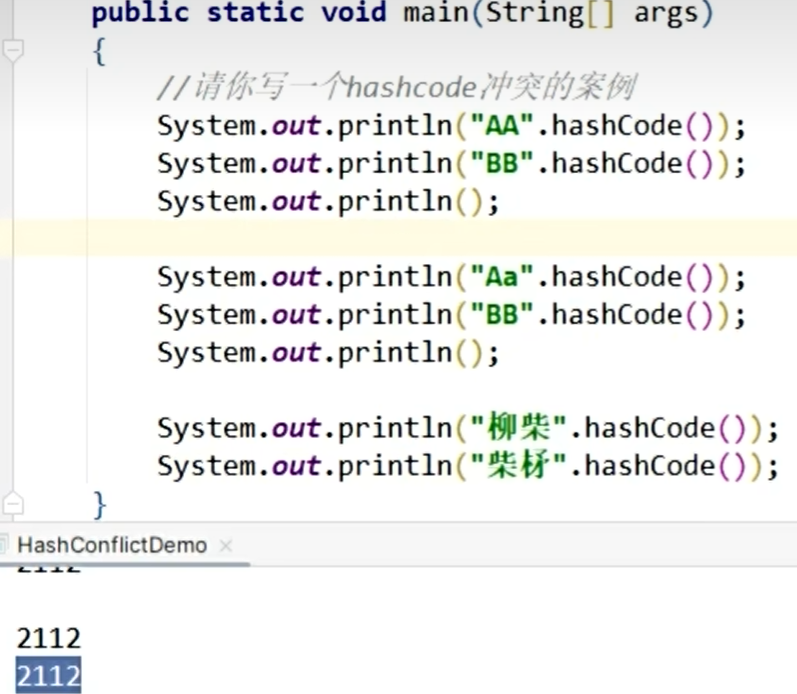 public static void main(String[] args)
{
//请你写一个hashcode冲突的案例
System.out.println("AA".hashCode());
System.out.println("BB".hashCode());
System.out.println();
System.out.println("Aa".hashCode());
System.out.println("BB".hashCode());
System.out.println();
System.out.println("柳柴".hashCode());
System.out.println("柴柕".hashCode());
}
HashConflictDemo
2112
2112
2112